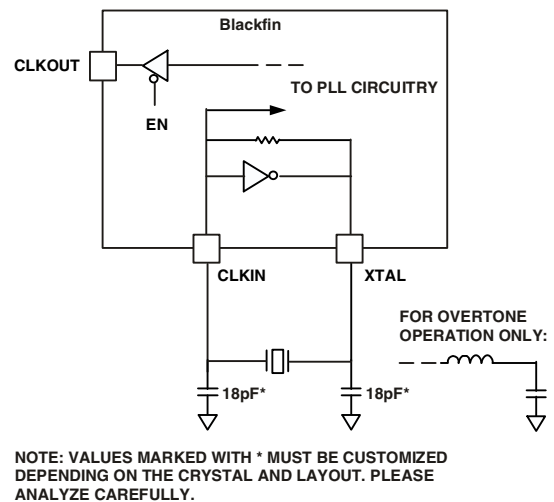 Blackfin
CLKOUT
TO PLL CIRCUITRY
EN
CLKIN
XTAL
FOR OVERTONE
OPERATION ONLY:
18pF*
18pF*
NOTE: VALUES MARKED WITH * MUST BE CUSTOMIZED
DEPENDING ON THE CRYSTAL AND LAYOUT. PLEASE
ANALYZE CAREFULLY.